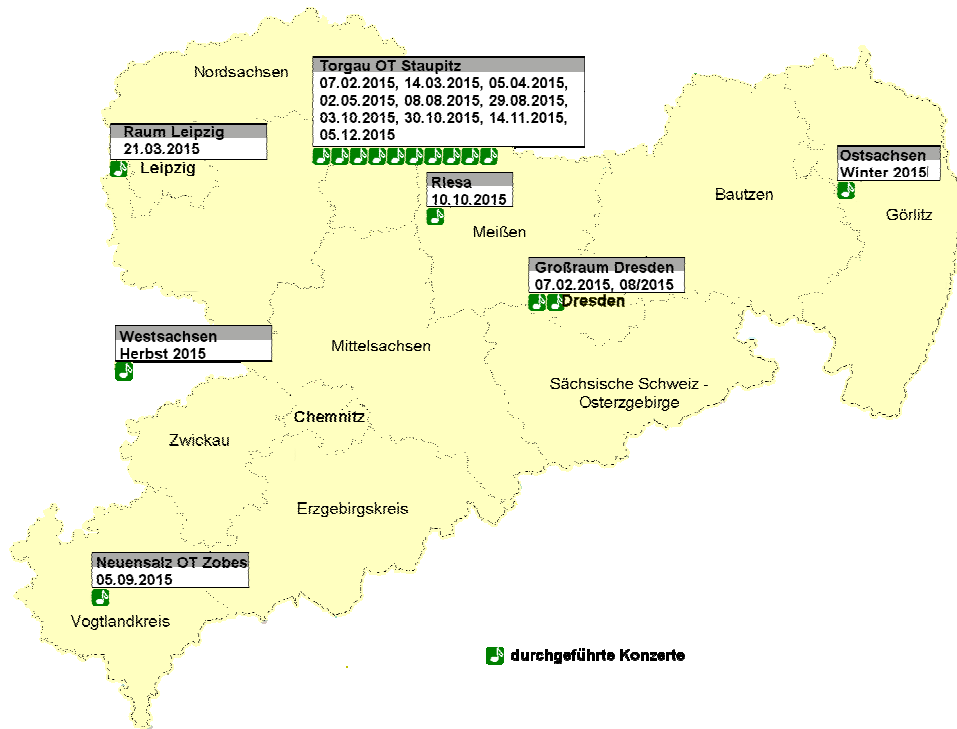 Nordsachsen
Torgau OT Staupitz
07.02.2015, 14.03.2015, 05.04.2015,
02.05.2015, 08.08.2015, 29.08.2015,
03.10.2015, 30.10.2015, 14.11.2015,
05.12.2015
Raum Leipzig
21.03.2015
Leipzig
Ostsachsen
Winter 2015
RIesa
10.10.2015
Bautzen
Görlitz
Meißen
Großraum Dresden
07.02.2015, 08/2015
Dresden
Westsachsen
Herbst 2015
Mittelsachsen
Sächsische Schweiz -
Osterzgebirge
Chemnitz
Zwickau
Erzgebirgskreis
Neuensalz OT Zobes
05.09.2015
Vogtlandkreis
durchgeführte Konzerte